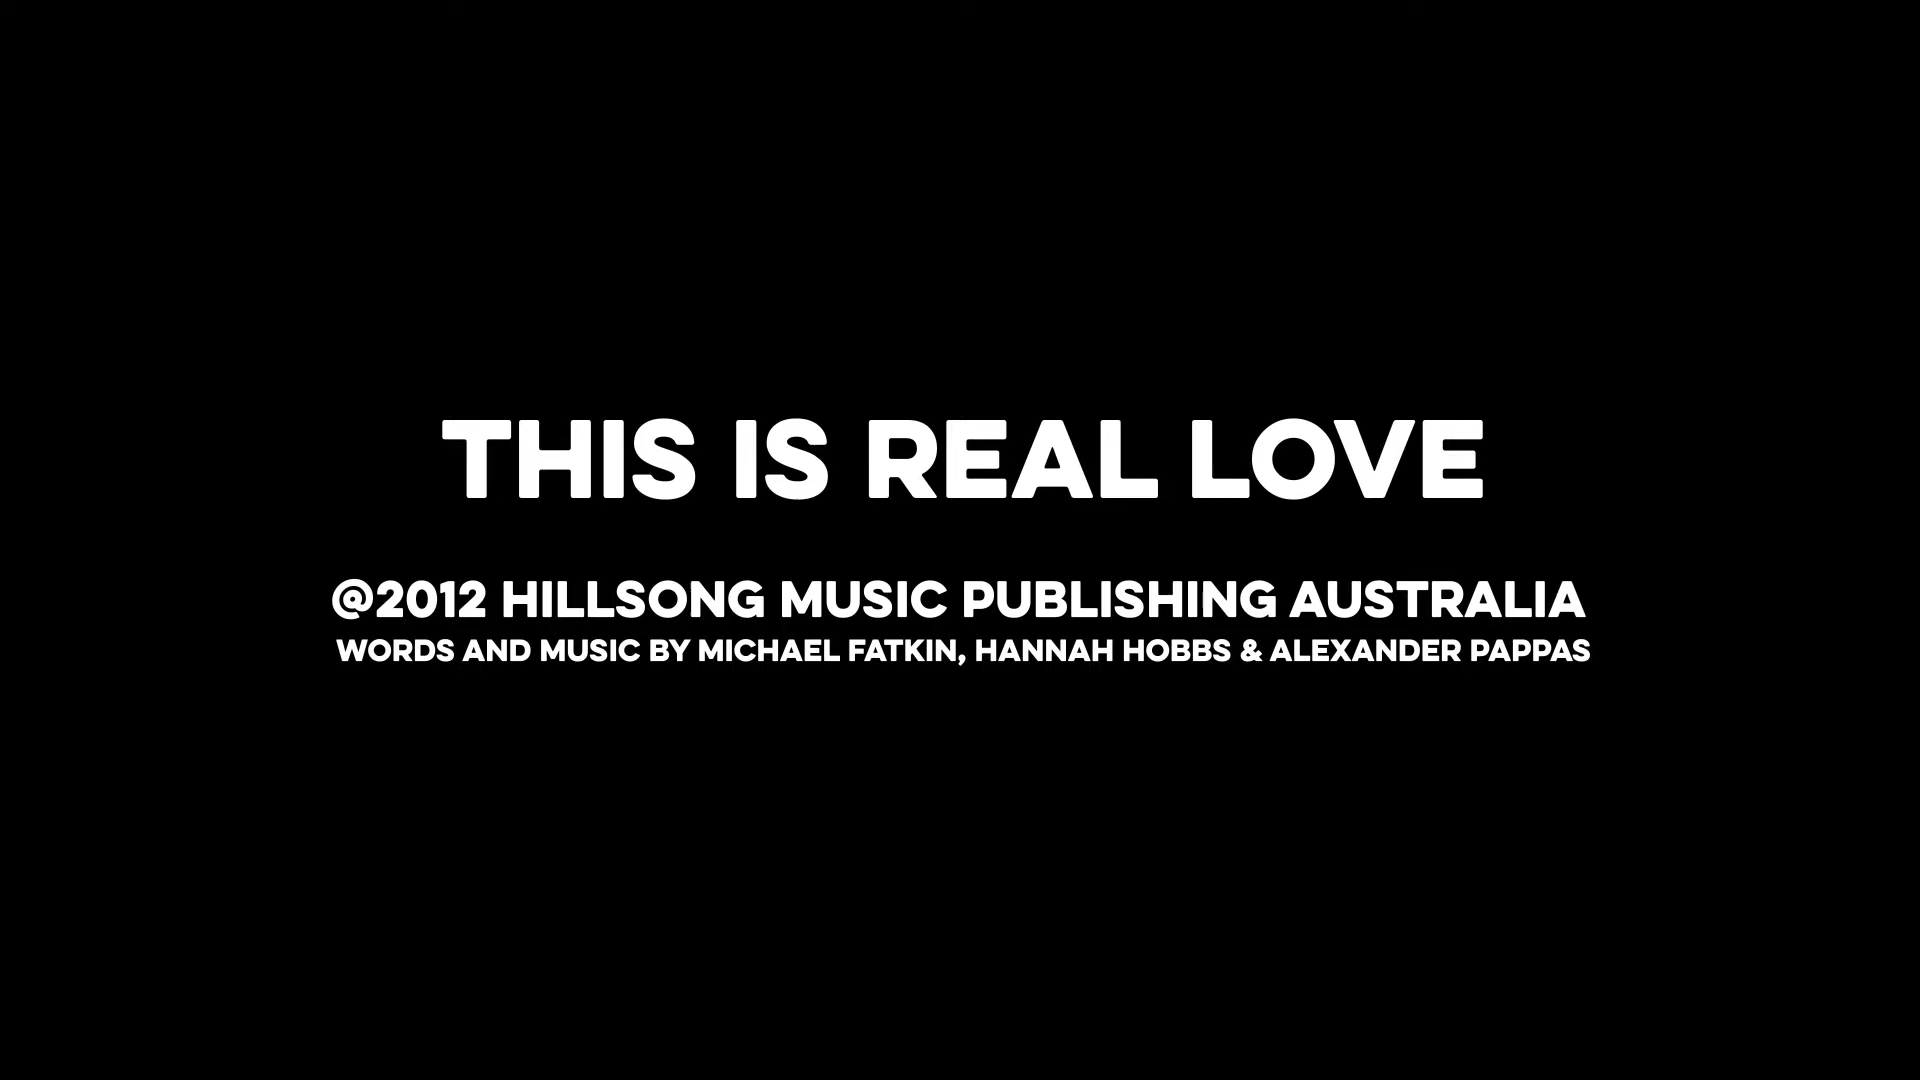 THIS IS REAL LOVE
@2012 HILLSONG MUSIC PUBLISHING AUSTRALIA
WORDS AND MUSIC BY MICHAEL FATKIN, HANNAH HOBBS & ALEXANDER PAPPAS